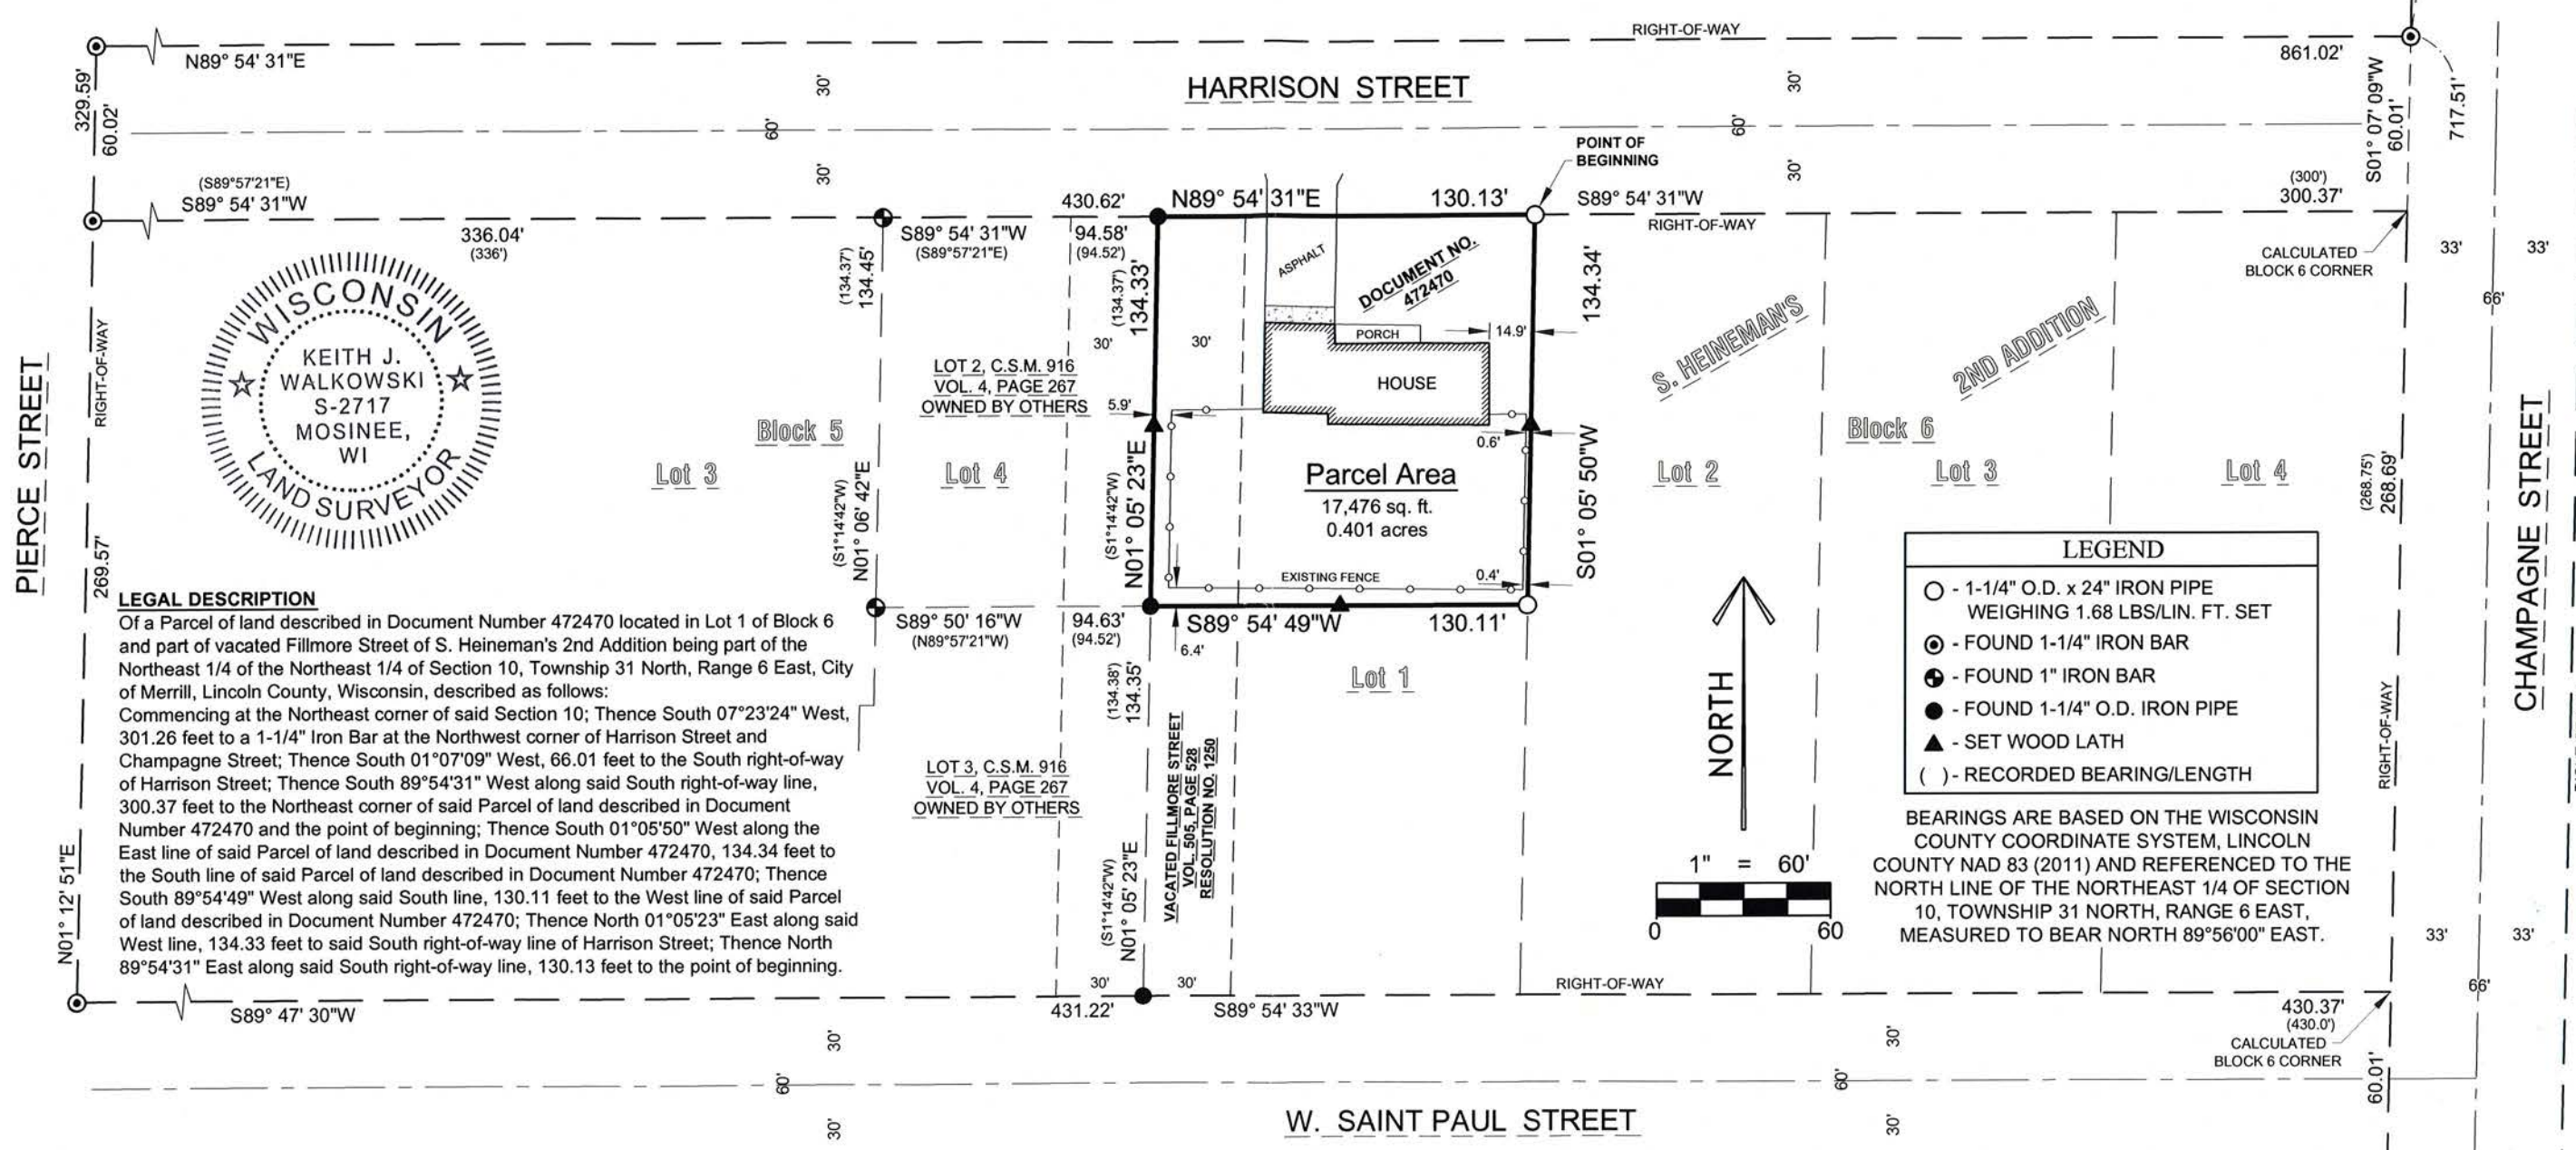 RIGHT-OF-WAY
N89° 54' 31"E
861.02'
HARRISON STREET
329.59'
60.02'
30'
60'
30'
30'
60'
30'
S01° 07' 09"W
60.01'
717.51'
POINT OF
BEGINNING
(S89°57'21"E)
S89° 54' 31"W
430.62'
N89° 54' 31"E
130.13'
S89° 54' 31"W
(300')
300.37'
RIGHT-OF-WAY
336.04'
(336')
S89° 54' 31"W
(S89°57'21"E)
94.58'
(94.52')
CALCULATED
BLOCK 6 CORNER
33'
33'
66'
(134.37')
134.45'
(134.37')
134.33'
134.34'
ASPHALT
DOCUMENT NO.
472470
PORCH
14.9'
HOUSE
30'
30'
WISCONSIN
KEITH J.
WALKOWSKI
S-2717
MOSINEE,
WI
LAND SURVEYOR
PIERCE STREET
RIGHT-OF-WAY
269.57'
N01° 12' 51"E
LOT 2, C.S.M. 916
VOL. 4, PAGE 267
OWNED BY OTHERS
5.9'
0.6'
Block 5
Lot 3
Lot 4
(S1°14'42"W)
N01° 06' 42"E
(S1°14'42"W)
N01° 05' 23"E
Parcel Area
17,476 sq. ft.
0.401 acres
EXISTING FENCE
0.4'
S01° 05' 50"W
S. HEINEMAN'S
2ND ADDITION
Block 6
Lot 2
Lot 3
Lot 4
(268.75')
268.69'
CHAMPAGNE STREET
S89° 50' 16"W
(N89°57'21"W)
94.63'
(94.52')
S89° 54' 49"W
130.11'
6.4'
Lot 1
(134.38')
134.35'
LOT 3, C.S.M. 916
VOL. 4, PAGE 267
OWNED BY OTHERS
VACATED FILLMORE STREET
VOL. 505, PAGE 528
RESOLUTION NO. 1250
(S1°14'42"W)
N01° 05' 23"E
LEGAL DESCRIPTION
Of a Parcel of land described in Document Number 472470 located in Lot 1 of Block 6
and part of vacated Fillmore Street of S. Heineman's 2nd Addition being part of the
Northeast 1/4 of the Northeast 1/4 of Section 10, Township 31 North, Range 6 East, City
of Merrill, Lincoln County, Wisconsin, described as follows:
Commencing at the Northeast corner of said Section 10; Thence South 07°23'24" West,
301.26 feet to a 1-1/4" Iron Bar at the Northwest corner of Harrison Street and
Champagne Street; Thence South 01°07'09" West, 66.01 feet to the South right-of-way
of Harrison Street; Thence South 89°54'31" West along said South right-of-way line,
300.37 feet to the Northeast corner of said Parcel of land described in Document
Number 472470 and the point of beginning; Thence South 01°05'50" West along the
East line of said Parcel of land described in Document Number 472470, 134.34 feet to
the South line of said Parcel of land described in Document Number 472470; Thence
South 89°54'49" West along said South line, 130.11 feet to the West line of said Parcel
of land described in Document Number 472470; Thence North 01°05'23" East along said
West line, 134.33 feet to said South right-of-way line of Harrison Street; Thence North
89°54'31" East along said South right-of-way line, 130.13 feet to the point of beginning.
NORTH
1" = 60'
0 60
LEGEND
- 1-1/4" O.D. x 24" IRON PIPE
WEIGHING 1.68 LBS/LIN. FT. SET
- FOUND 1-1/4" IRON BAR
- FOUND 1" IRON BAR
- FOUND 1-1/4" O.D. IRON PIPE
- SET WOOD LATH
( ) - RECORDED BEARING/LENGTH
BEARINGS ARE BASED ON THE WISCONSIN
COUNTY COORDINATE SYSTEM, LINCOLN
COUNTY NAD 83 (2011) AND REFERENCED TO THE
NORTH LINE OF THE NORTHEAST 1/4 OF SECTION
10, TOWNSHIP 31 NORTH, RANGE 6 EAST,
MEASURED TO BEAR NORTH 89°56'00" EAST.
RIGHT-OF-WAY
33'
33'
66'
S89° 47' 30"W
431.22'
30'
30'
S89° 54' 33"W
RIGHT-OF-WAY
430.37'
(430.0')
CALCULATED
BLOCK 6 CORNER
60.01'
30'
60'
30'
30'
60'
30'
W. SAINT PAUL STREET